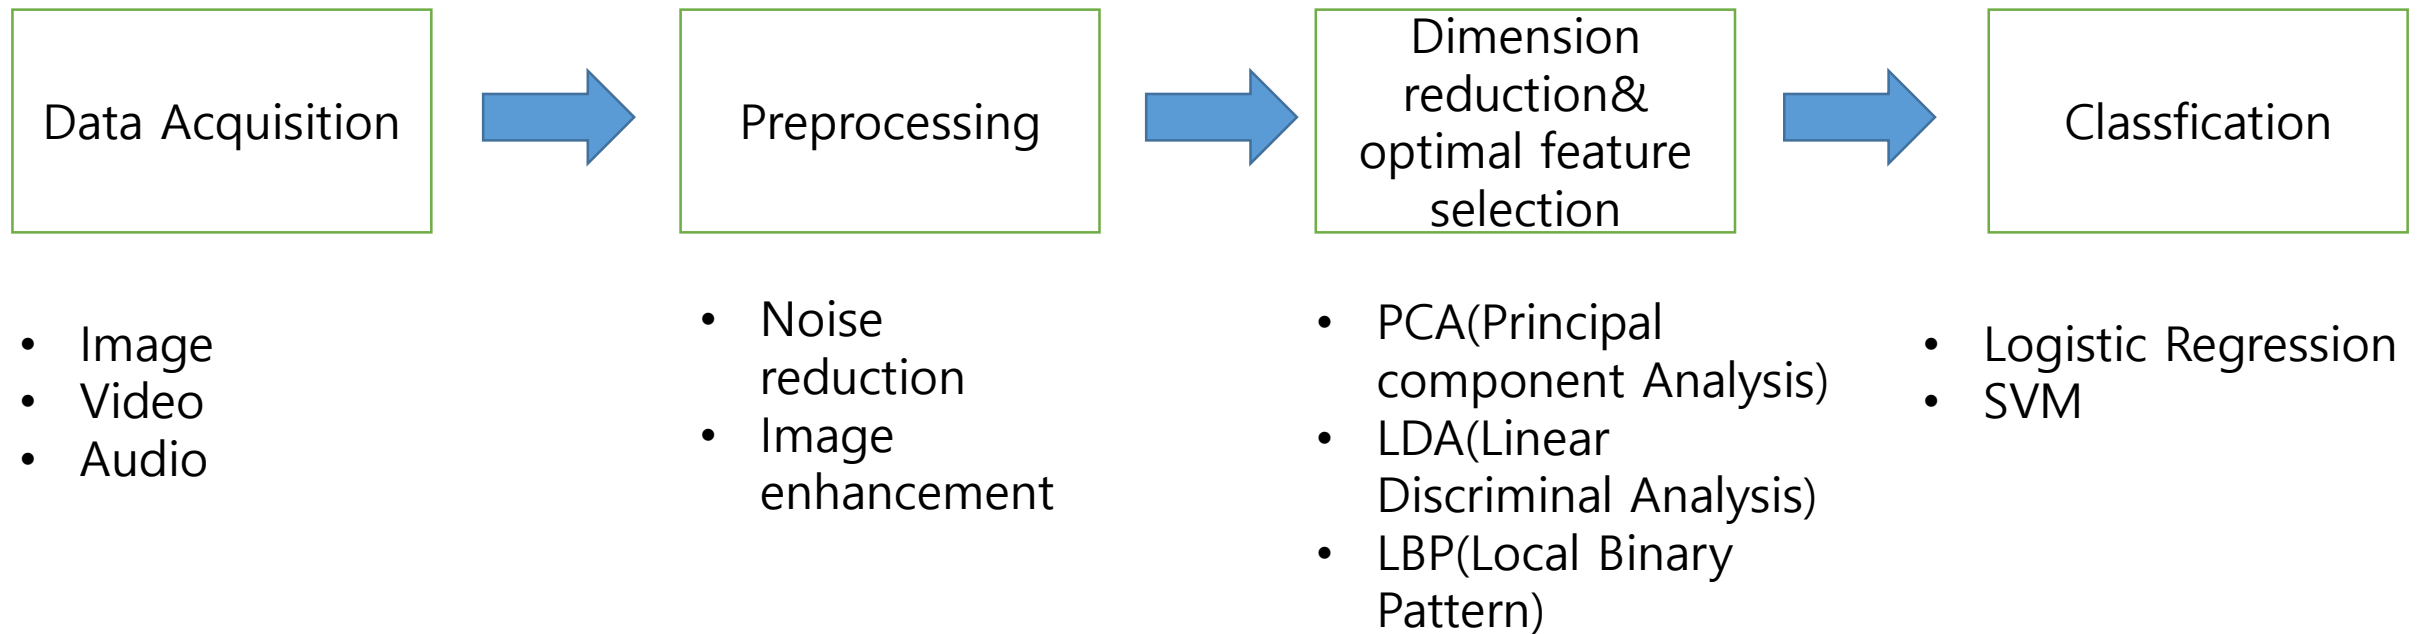 Data Acquisition
Preprocessing
Dimension
reduction&
optimal feature
selection
Classfication
• Image
• Video
• Audio
• Noise
reduction
• Image
enhancement
• PCA(Principal
component Analysis)
• LDA(Linear
Discriminal Analysis)
• LBP(Local Binary
Pattern)
• Logistic Regression
• SVM